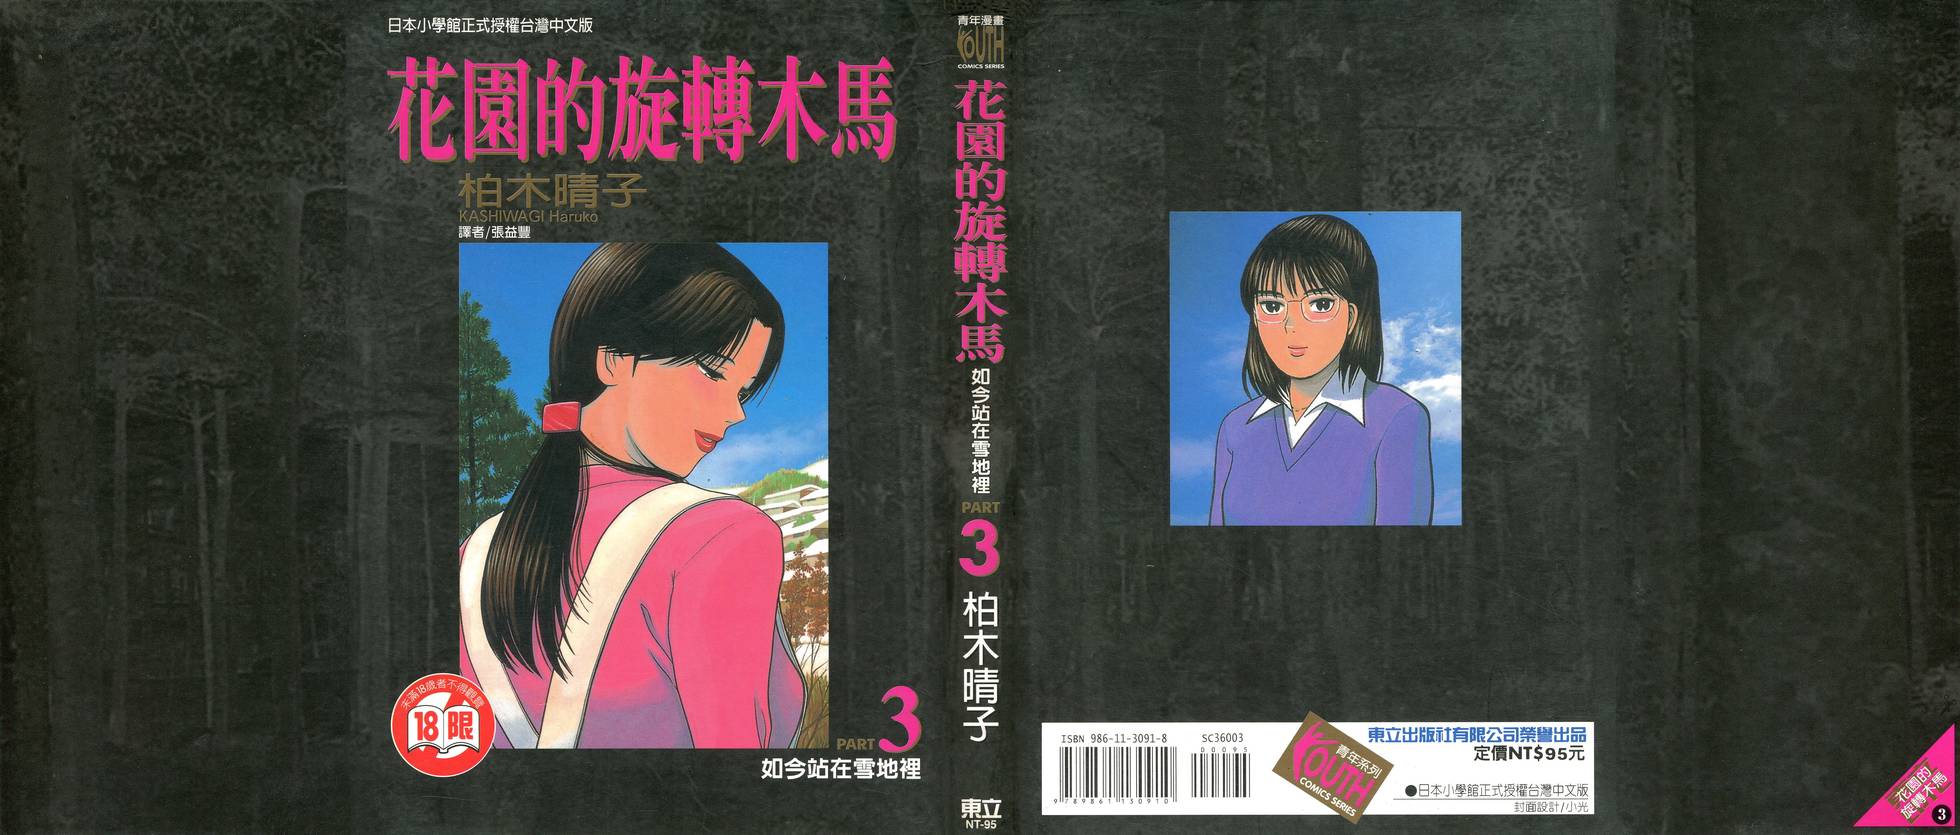 日本小學館正式授權台灣中文版
花園的旋轉木馬
柏木晴子
KASHIWAGI Haruko
譯者/張益豐
未滿18歲者不得觀覽
18限
PART 3
如今站在雪地裡
青年漫畫
YOUTH
COMICS SERIES
花園的旋轉木馬
如今站在雪地裡
PART
3
柏木晴子
東立
NT-95
ISBN 986-11-3091-8
9789861130910
SC36003
00095
青年系列
YOUTH
COMICS SERIES
東立出版社有限公司榮譽出品
定價NT$95元
●日本小學館正式授權台灣中文版
封面設計/小光
花園的
旋轉木馬
3